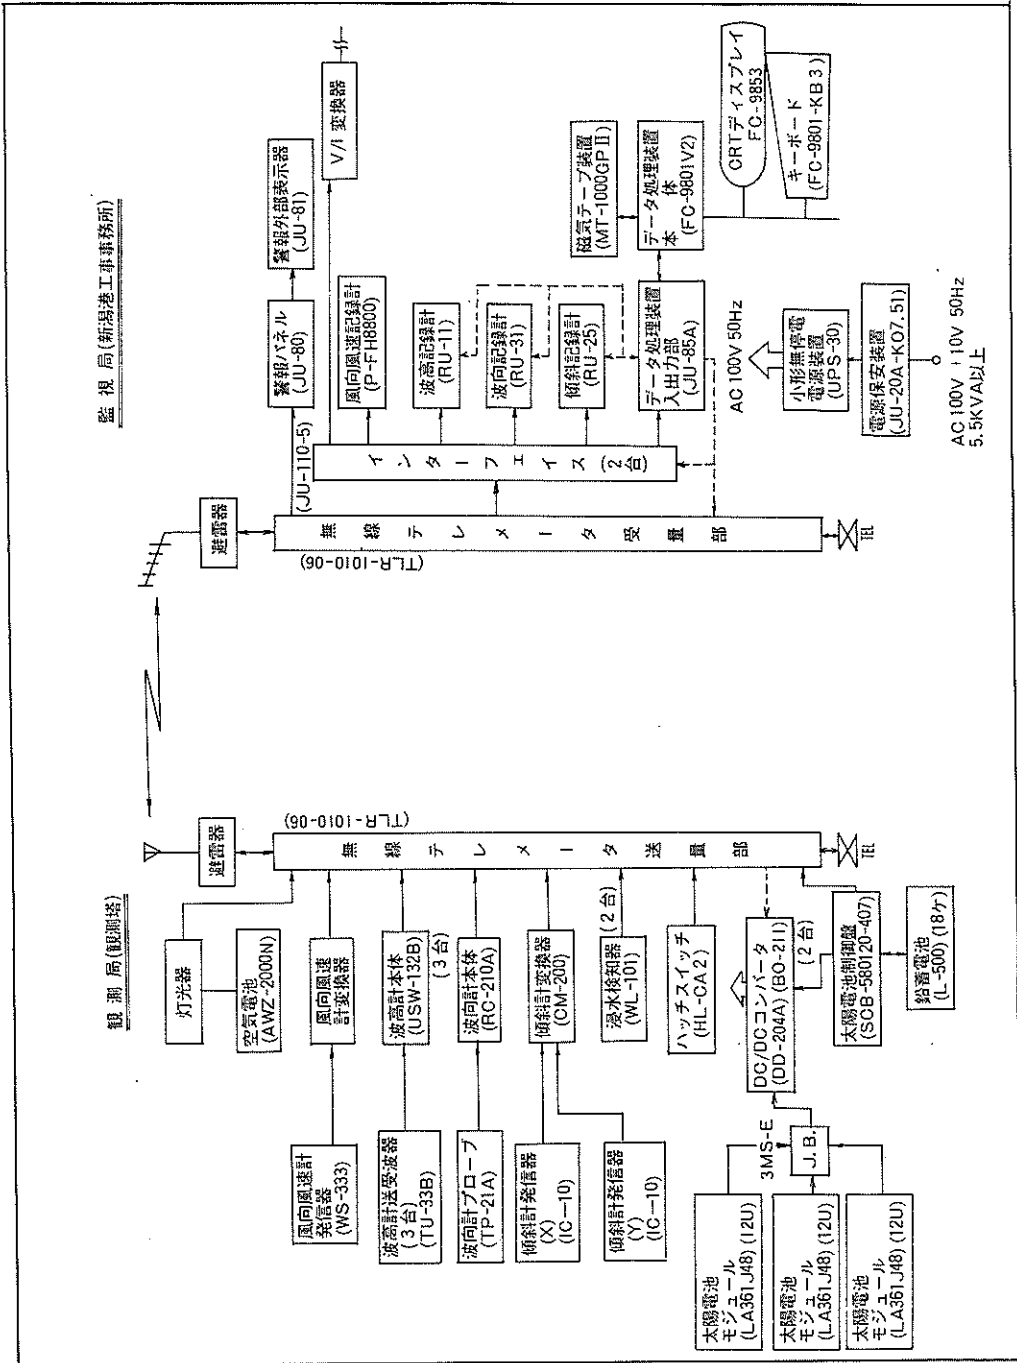 観測局(観測塔)
灯光器
空気電池
(AWZ-2000N)
避雷器
無線テレメータ送量部
(TLR-1010-06)
TEL
風向風速計
発信器
(WS-333)
風向風速
計変換器
波高計送受波器
(3台)
(TU-33B)
波高計本体
(USW-132B)
(3台)
波向計プローブ
(TP-21A)
波向計本体
(RC-210A)
傾斜計発信器
(X)
(IC-10)
傾斜計変換器
(CM-200)
傾斜計発信器
(Y)
(IC-10)
浸水検知器
(WL-101)
(2台)
ハッチスイッチ
(HL-CA2)
太陽電池
モジュール
(LA361J48)(12U)
太陽電池
モジュール
(LA361J48)(12U)
太陽電池
モジュール
(LA361J48)(12U)
3MS-E
J.B.
DC/DCコンバータ
(DD-204A)(BO-211)
(2台)
太陽電池制御盤
(SCB-580120-407)
鉛蓄電池
(L-500)(18ケ)
監視局(新潟港工事事務所)
避雷器
無線テレメータ受量部
(TLR-1010-06)
TEL
(JU-110-5)
インターフェイス(2台)
警報パネル
(JU-80)
警報外部表示器
(JU-81)
V/I変換器
風向風速記録計
(P-FH8800)
波高記録計
(RU-11)
波向記録計
(RU-31)
傾斜記録計
(RU-25)
データ処理装置
入出力部
(JU-85A)
磁気テープ装置
(MT-1000GPⅡ)
データ処理装置
本体
(FC-9801V2)
CRTディスプレイ
FC-9853
キーボード
(FC-9801-KB3)
AC100V 50Hz
小形無停電
電源装置
(UPS-30)
電源保安装置
(JU-20A-KO7.51)
AC100V ±10V 50Hz
5.5KVA以上